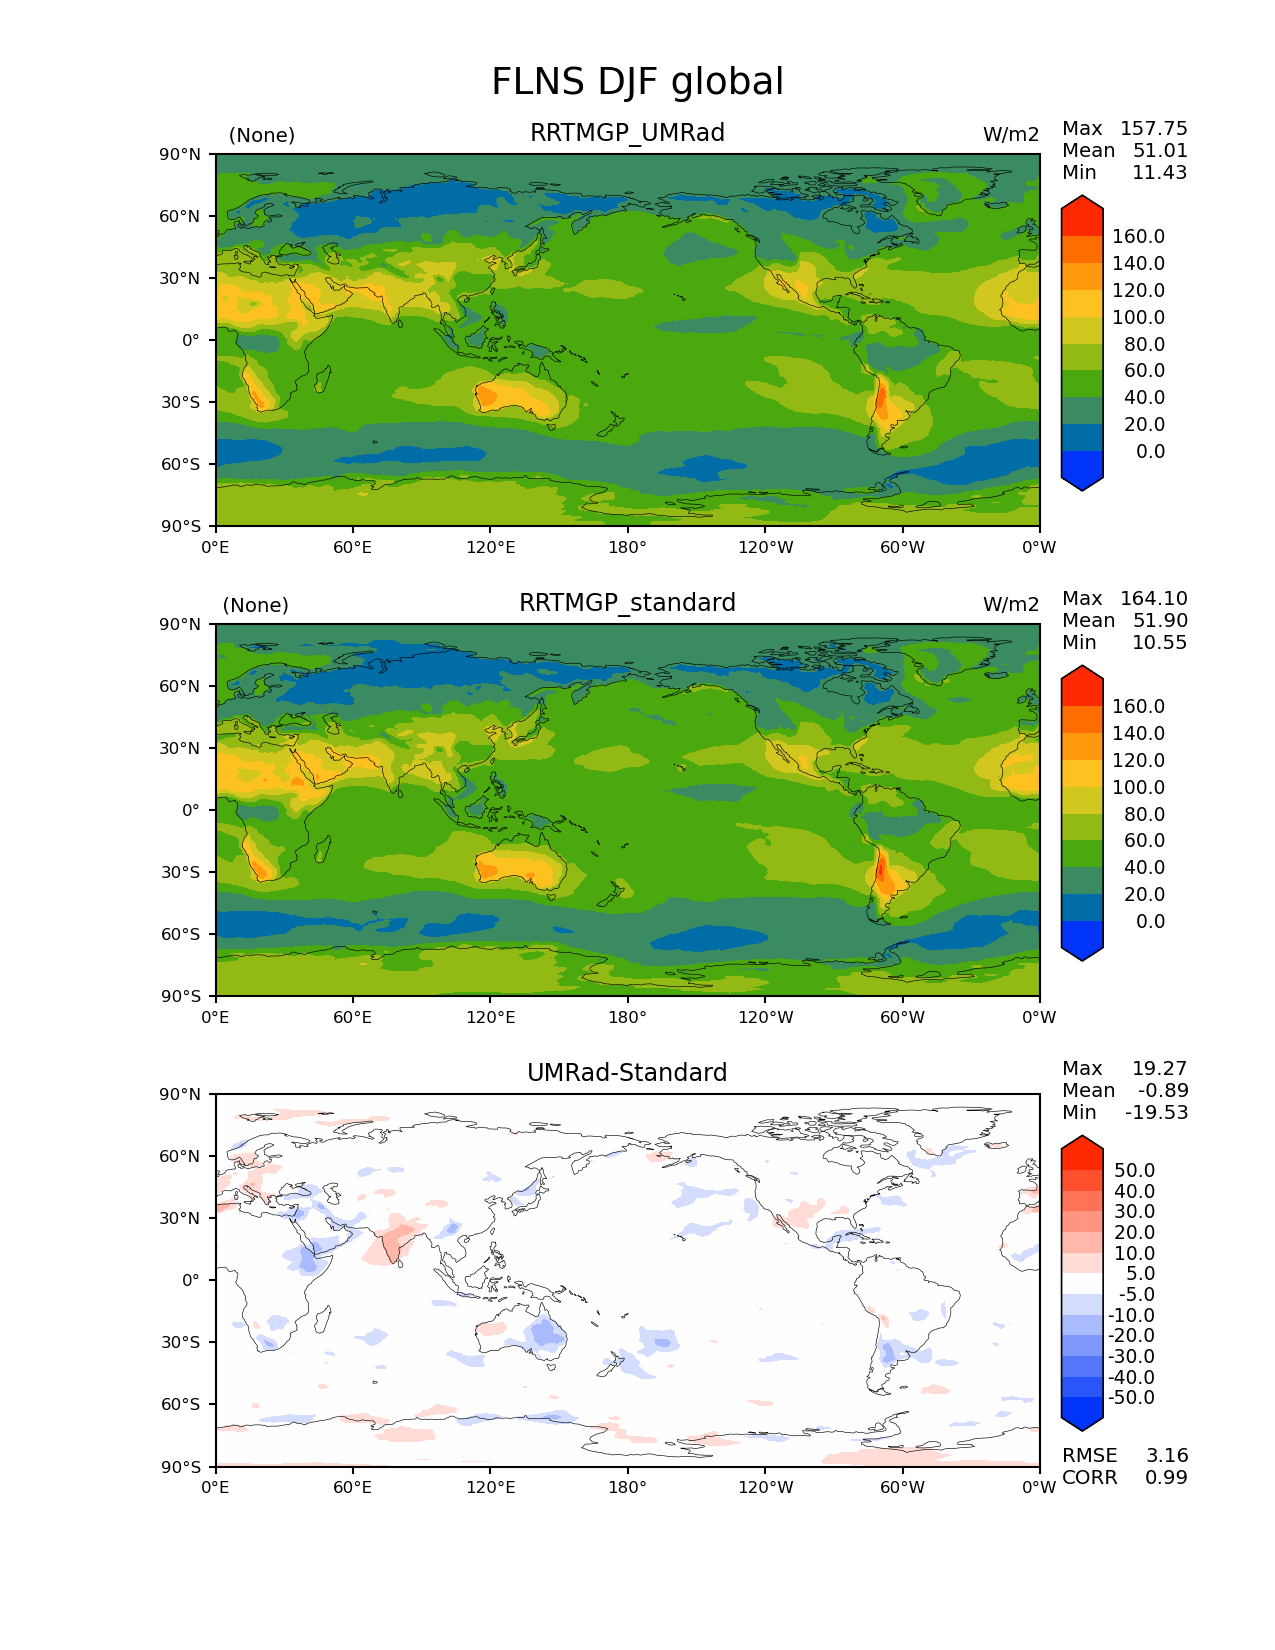 FLNS DJF global
(None) RRTMGP_UMRad W/m2
Max 157.75
Mean 51.01
Min 11.43
90°N
60°N
30°N
0°
30°S
60°S
90°S
0°E 60°E 120°E 180° 120°W 60°W 0°W
160.0
140.0
120.0
100.0
80.0
60.0
40.0
20.0
0.0
(None) RRTMGP_standard W/m2
Max 164.10
Mean 51.90
Min 10.55
90°N
60°N
30°N
0°
30°S
60°S
90°S
0°E 60°E 120°E 180° 120°W 60°W 0°W
160.0
140.0
120.0
100.0
80.0
60.0
40.0
20.0
0.0
UMRad-Standard
Max 19.27
Mean -0.89
Min -19.53
90°N
60°N
30°N
0°
30°S
60°S
90°S
0°E 60°E 120°E 180° 120°W 60°W 0°W
50.0
40.0
30.0
20.0
10.0
5.0
-5.0
-10.0
-20.0
-30.0
-40.0
-50.0
RMSE 3.16
CORR 0.99